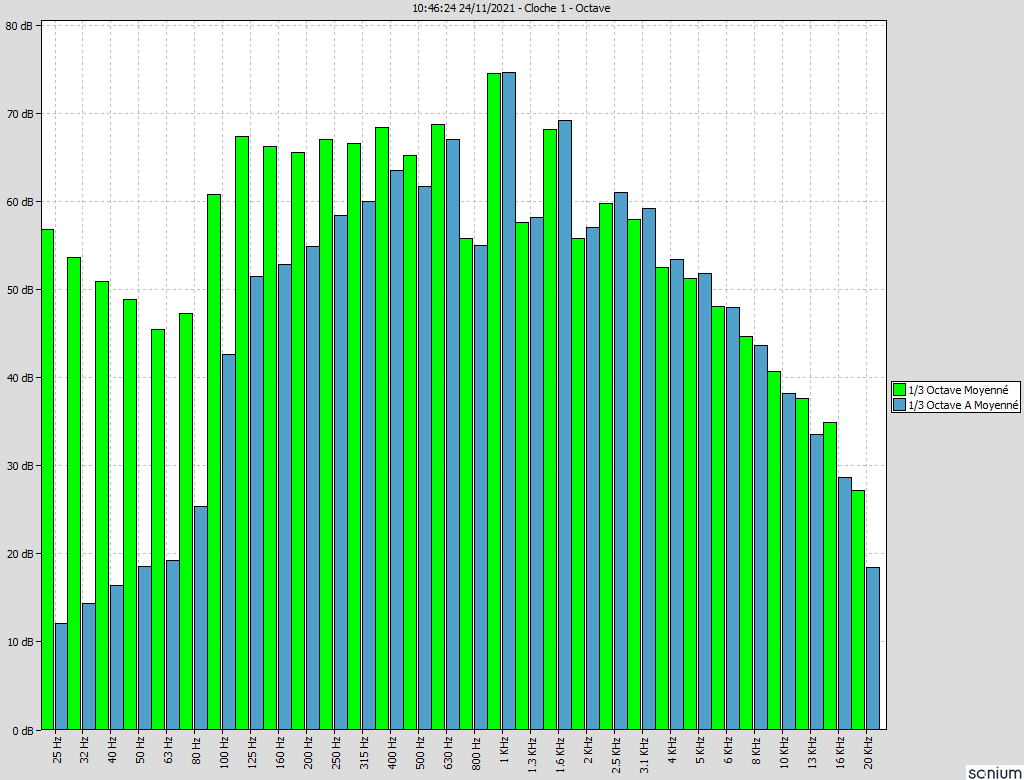 10:46:24 24/11/2021 - Cloche 1 - Octave
80 dB
70 dB
60 dB
50 dB
40 dB
30 dB
20 dB
10 dB
0 dB
1/3 Octave Moyenné
1/3 Octave A Moyenné
25 Hz
32 Hz
40 Hz
50 Hz
63 Hz
80 Hz
100 Hz
125 Hz
160 Hz
200 Hz
250 Hz
315 Hz
400 Hz
500 Hz
630 Hz
800 Hz
1 KHz
1.3 KHz
1.6 KHz
2 KHz
2.5 KHz
3.1 KHz
4 KHz
5 KHz
6 KHz
8 KHz
10 KHz
13 KHz
16 KHz
20 KHz
scnium